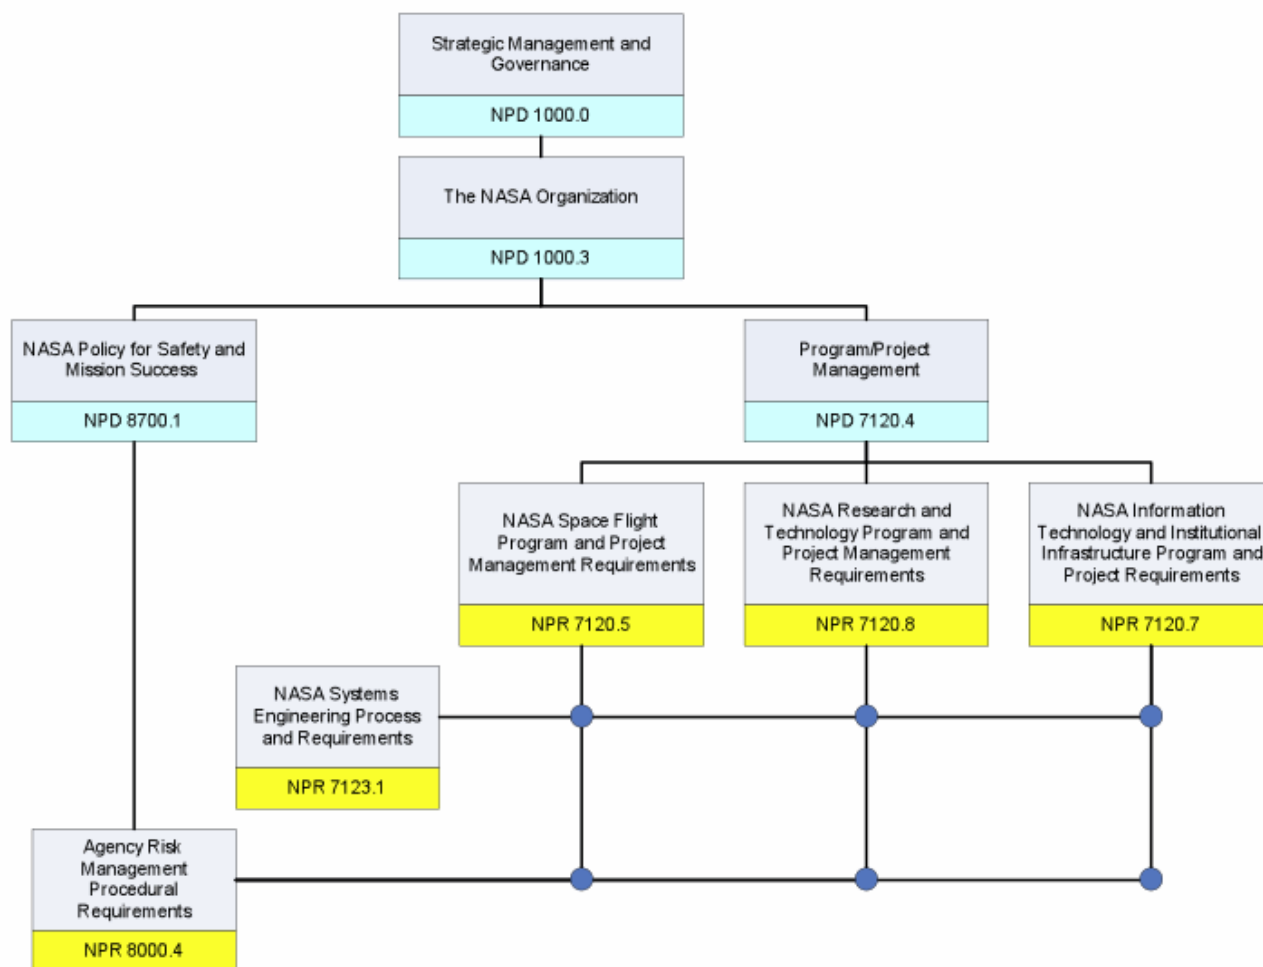 Strategic Management and
Governance
NPD 1000.0
The NASA Organization
NPD 1000.3
NASA Policy for Safety and
Mission Success
NPD 8700.1
Program/Project
Management
NPD 7120.4
NASA Space Flight
Program and Project
Management Requirements
NPR 7120.5
NASA Research and
Technology Program and
Project Management
Requirements
NPR 7120.8
NASA Information
Technology and Institutional
Infrastructure Program and
Project Requirements
NPR 7120.7
NASA Systems
Engineering Process
and Requirements
NPR 7123.1
Agency Risk
Management
Procedural
Requirements
NPR 8000.4